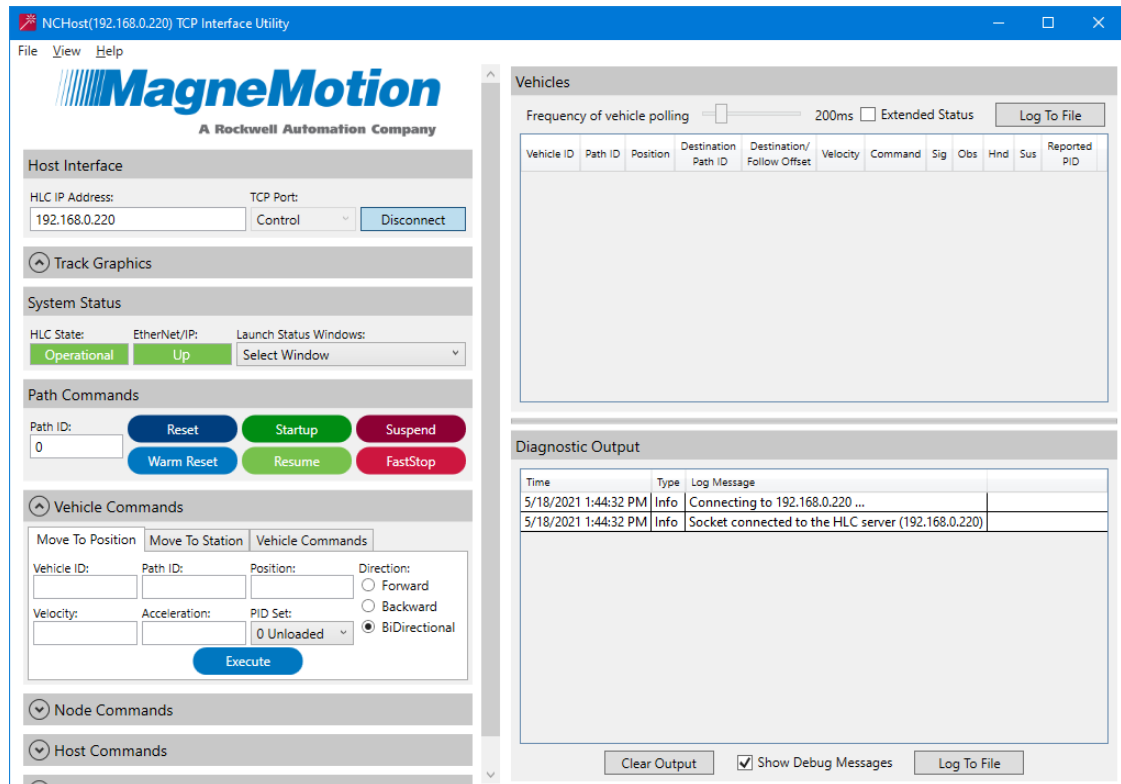 NCHost(192.168.0.220) TCP Interface Utility
File View Help
MagneMotion
A Rockwell Automation Company
Host Interface
HLC IP Address: TCP Port:
192.168.0.220 Control Disconnect
Track Graphics
System Status
HLC State: EtherNet/IP: Launch Status Windows:
Operational Up Select Window
Path Commands
Path ID:
0
Reset Startup Suspend
Warm Reset Resume FastStop
Vehicle Commands
Move To Position Move To Station Vehicle Commands
Vehicle ID: Path ID: Position: Direction:
Forward
Backward
Velocity: Acceleration: PID Set:
0 Unloaded BiDirectional
Execute
Node Commands
Host Commands
Vehicles
Frequency of vehicle polling 200ms Extended Status Log To File
Vehicle ID Path ID Position Destination Path ID Destination/ Follow Offset Velocity Command Sig Obs Hnd Sus Reported PID
Diagnostic Output
Time Type Log Message
5/18/2021 1:44:32 PM Info Connecting to 192.168.0.220 ...
5/18/2021 1:44:32 PM Info Socket connected to the HLC server (192.168.0.220)
Clear Output Show Debug Messages Log To File